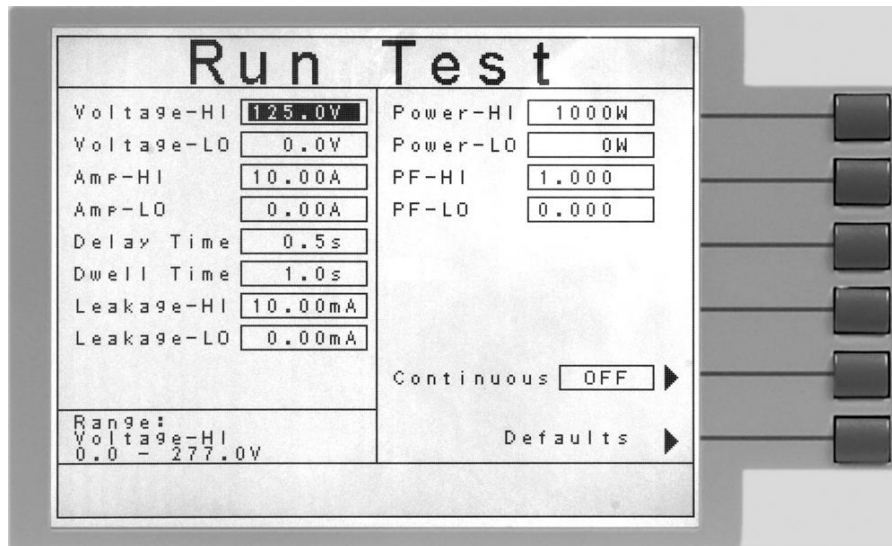 Run Test
Voltage-HI 125.0V
Voltage-LO 0.0V
Amp-HI 10.00A
Amp-LO 0.00A
Delay Time 0.5s
Dwell Time 1.0s
Leakage-HI 10.00mA
Leakage-LO 0.00mA
Range:
Voltage-HI
0.0 - 277.0V
Power-HI 1000W
Power-LO 0W
PF-HI 1.000
PF-LO 0.000
Continuous OFF
Defaults